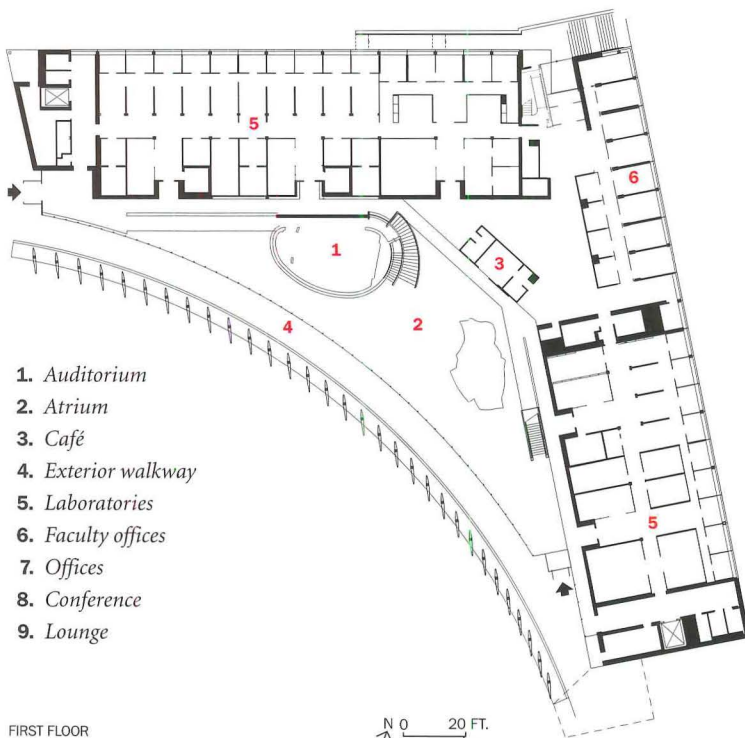 5
6
1
3
4
2
1. Auditorium
2. Atrium
3. Café
4. Exterior walkway
5. Laboratories
6. Faculty offices
7. Offices
8. Conference
9. Lounge
5
FIRST FLOOR
N 0 20 FT.